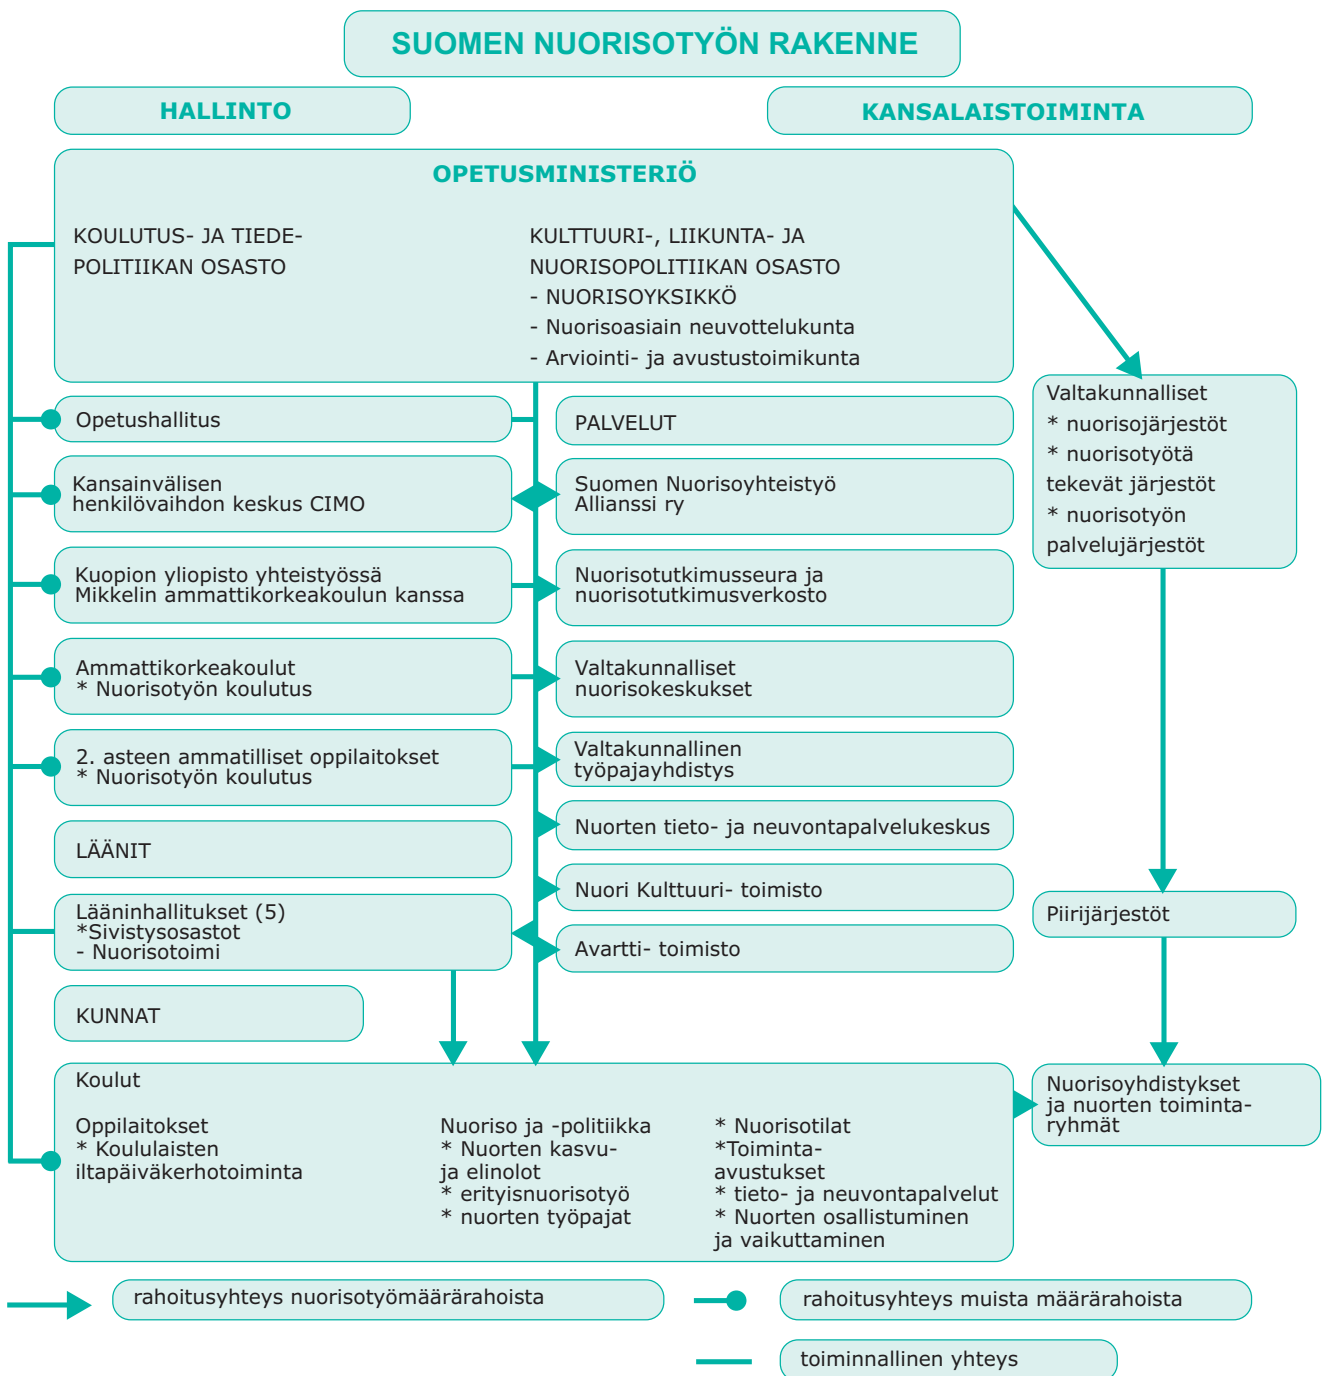 SUOMEN NUORISOTYÖN RAKENNE
HALLINTO
KANSALAISTOIMINTA
OPETUSMINISTERIÖ
KOULUTUS- JA TIEDE-
POLITIIKAN OSASTO
KULTTUURI-, LIIKUNTA- JA
NUORISOPOLITIIKAN OSASTO
- NUORISOYKSIKKÖ
- Nuorisoasiain neuvottelukunta
- Arviointi- ja avustustoimikunta
Opetushallitus
Kansainvälisen
henkilövaihdon keskus CIMO
Kuopion yliopisto yhteistyössä
Mikkelin ammattikorkeakoulun kanssa
Ammattikorkeakoulut
* Nuorisotyön koulutus
2. asteen ammatilliset oppilaitokset
* Nuorisotyön koulutus
LÄÄNIT
Lääninhallitukset (5)
*Sivistysosastot
- Nuorisotoimi
KUNNAT
PALVELUT
Suomen Nuorisoyhteistyö
Allianssi ry
Nuorisotutkimusseura ja
nuorisotutkimusverkosto
Valtakunnalliset
nuorisokeskukset
Valtakunnallinen
työpajayhdistys
Nuorten tieto- ja neuvontapalvelukeskus
Nuori Kulttuuri- toimisto
Avartti- toimisto
Valtakunnalliset
* nuorisojärjestöt
* nuorisotyötä
tekevät järjestöt
* nuorisotyön
palvelujärjestöt
Piirijärjestöt
Nuorisoyhdistykset
ja nuorten toiminta-
ryhmät
Koulut
Oppilaitokset
* Koululaisten
iltapäiväkerhotoiminta
Nuoriso ja -politiikka
* Nuorten kasvu-
ja elinolot
* erityisnuorisotyö
* nuorten työpajat
* Nuorisotilat
*Toiminta-
avustukset
* tieto- ja neuvontapalvelut
* Nuorten osallistuminen
ja vaikuttaminen
rahoitusyhteys nuorisotyömäärärahoista
rahoitusyhteys muista määrärahoista
toiminnallinen yhteys